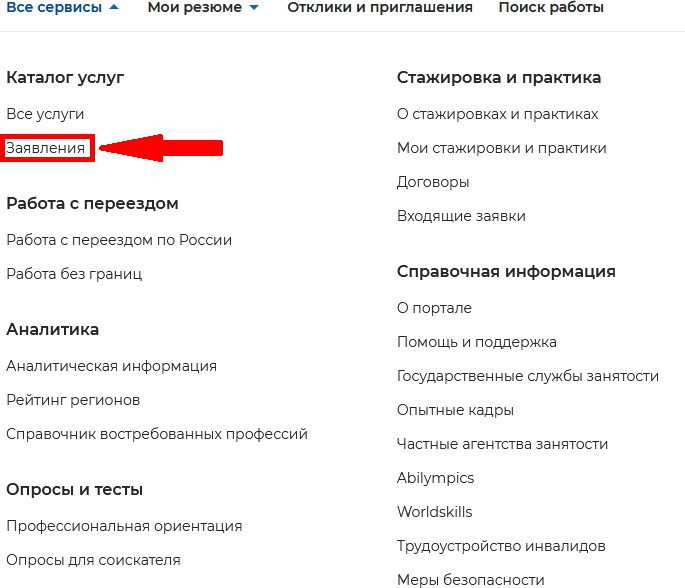 Все сервисы Мои резюме Отклики и приглашения Поиск работы
Каталог услуг
Все услуги
Заявления
Работа с переездом
Работа с переездом по России
Работа без границ
Аналитика
Аналитическая информация
Рейтинг регионов
Справочник востребованных профессий
Опросы и тесты
Профессиональная ориентация
Опросы для соискателя
Стажировка и практика
О стажировках и практиках
Мои стажировки и практики
Договоры
Входящие заявки
Справочная информация
О портале
Помощь и поддержка
Государственные службы занятости
Опытные кадры
Частные агентства занятости
Abilympics
Worldskills
Трудоустройство инвалидов
Меры безопасности